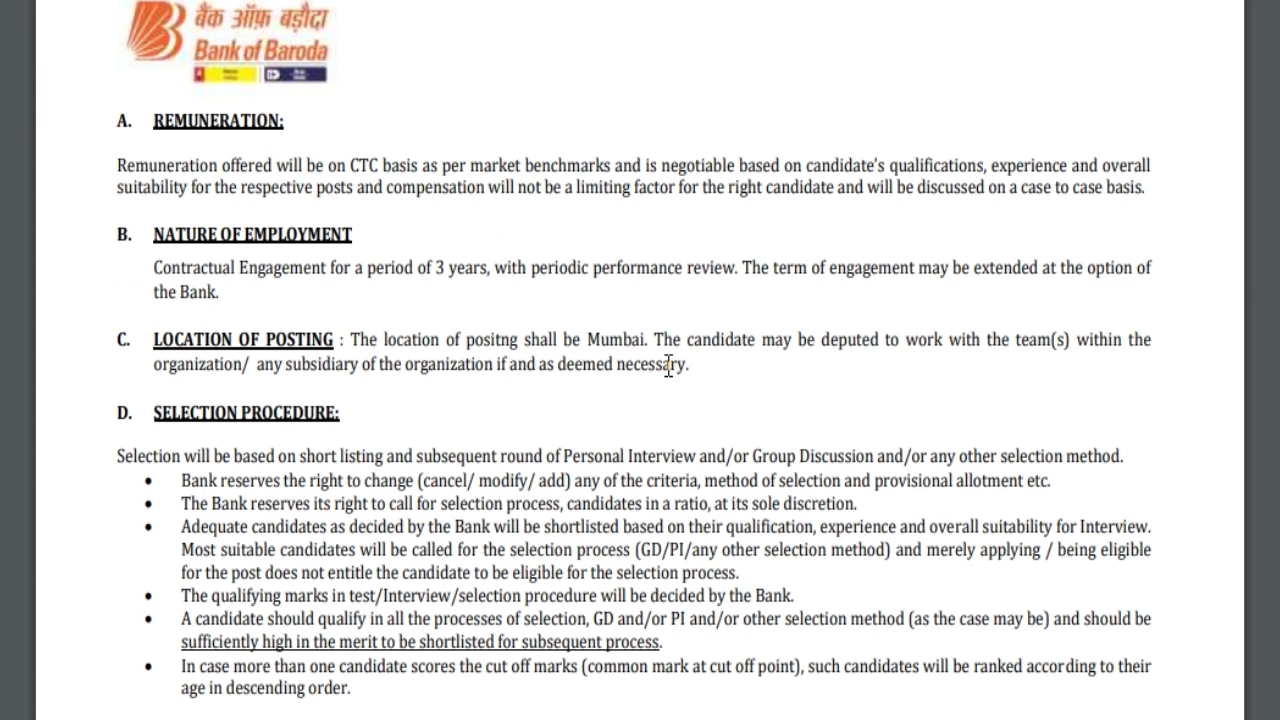 बैंक ऑफ़ बड़ौदा
Bank of Baroda
A. REMUNERATION:
Remuneration offered will be on CTC basis as per market benchmarks and is negotiable based on candidate's qualifications, experience and overall
suitability for the respective posts and compensation will not be a limiting factor for the right candidate and will be discussed on a case to case basis.
B. NATURE OF EMPLOYMENT
Contractual Engagement for a period of 3 years, with periodic performance review. The term of engagement may be extended at the option of
the Bank.
C. LOCATION OF POSTING : The location of positng shall be Mumbai. The candidate may be deputed to work with the team(s) within the
organization/ any subsidiary of the organization if and as deemed necessary.
D. SELECTION PROCEDURE:
Selection will be based on short listing and subsequent round of Personal Interview and/or Group Discussion and/or any other selection method.
• Bank reserves the right to change (cancel/ modify/ add) any of the criteria, method of selection and provisional allotment etc.
• The Bank reserves its right to call for selection process, candidates in a ratio, at its sole discretion.
• Adequate candidates as decided by the Bank will be shortlisted based on their qualification, experience and overall suitability for Interview.
Most suitable candidates will be called for the selection process (GD/PI/any other selection method) and merely applying / being eligible
for the post does not entitle the candidate to be eligible for the selection process.
• The qualifying marks in test/Interview/selection procedure will be decided by the Bank.
• A candidate should qualify in all the processes of selection, GD and/or PI and/or other selection method (as the case may be) and should be
sufficiently high in the merit to be shortlisted for subsequent process.
• In case more than one candidate scores the cut off marks (common mark at cut off point), such candidates will be ranked according to their
age in descending order.